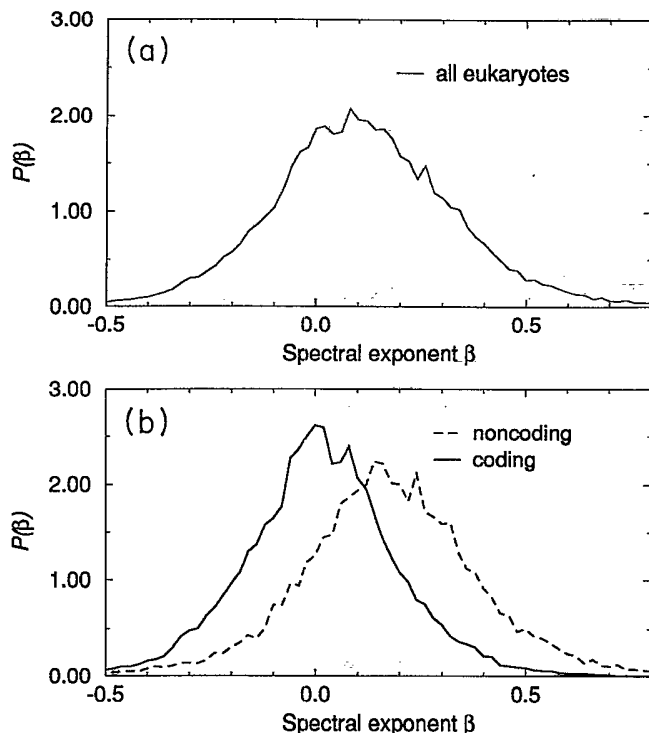 3.00
(a)
all eukaryotes
2.00
P(β)
1.00
0.00
-0.5
0.0
0.5
Spectral exponent β
3.00
(b)
noncoding
coding
2.00
P(β)
1.00
0.00
-0.5
0.0
0.5
Spectral exponent β